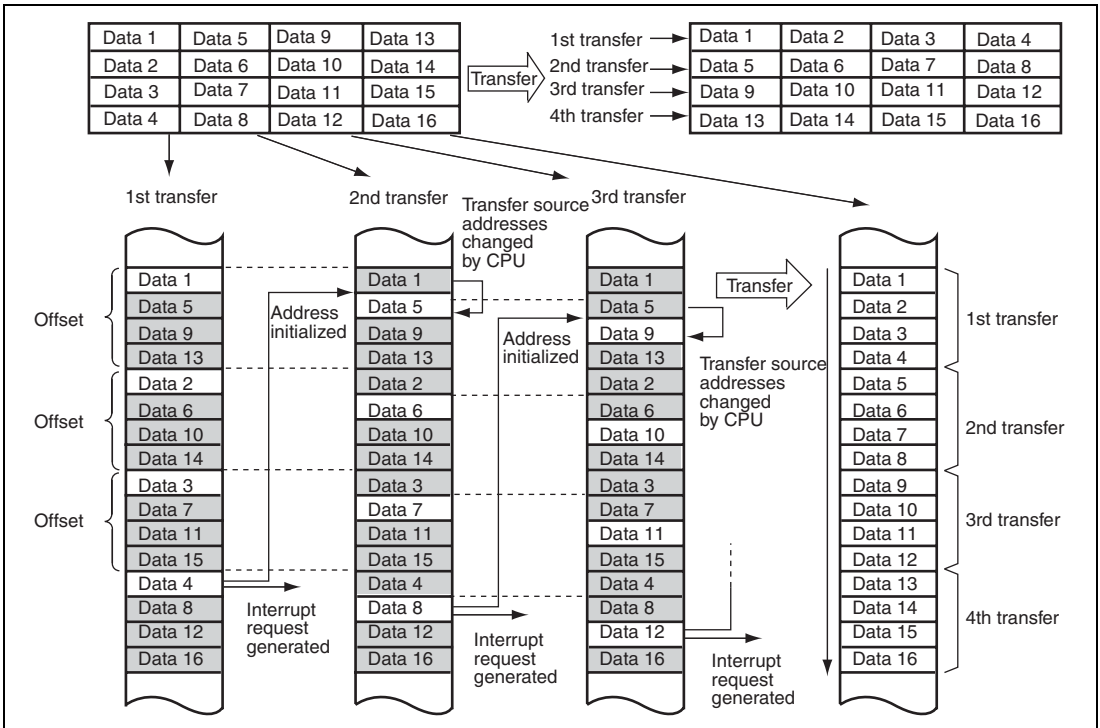 Data 1 Data 5 Data 9 Data 13
Data 2 Data 6 Data 10 Data 14
Data 3 Data 7 Data 11 Data 15
Data 4 Data 8 Data 12 Data 16
Transfer
1st transfer
2nd transfer
3rd transfer
4th transfer
Data 1 Data 2 Data 3 Data 4
Data 5 Data 6 Data 7 Data 8
Data 9 Data 10 Data 11 Data 12
Data 13 Data 14 Data 15 Data 16
1st transfer
Offset
Offset
Offset
Data 1
Data 5
Data 9
Data 13
Data 2
Data 6
Data 10
Data 14
Data 3
Data 7
Data 11
Data 15
Data 4
Data 8
Data 12
Data 16
Address
initialized
Interrupt
request
generated
2nd transfer
Data 1
Data 5
Data 9
Data 13
Data 2
Data 6
Data 10
Data 14
Data 3
Data 7
Data 11
Data 15
Data 4
Data 8
Data 12
Data 16
Transfer source
addresses
changed
by CPU
Address
initialized
Interrupt
request
generated
3rd transfer
Data 1
Data 5
Data 9
Data 13
Data 2
Data 6
Data 10
Data 14
Data 3
Data 7
Data 11
Data 15
Data 4
Data 8
Data 12
Data 16
Transfer
Transfer source
addresses
changed
by CPU
Interrupt
request
generated
Data 1
Data 2
Data 3
Data 4
Data 5
Data 6
Data 7
Data 8
Data 9
Data 10
Data 11
Data 12
Data 13
Data 14
Data 15
Data 16
1st transfer
2nd transfer
3rd transfer
4th transfer